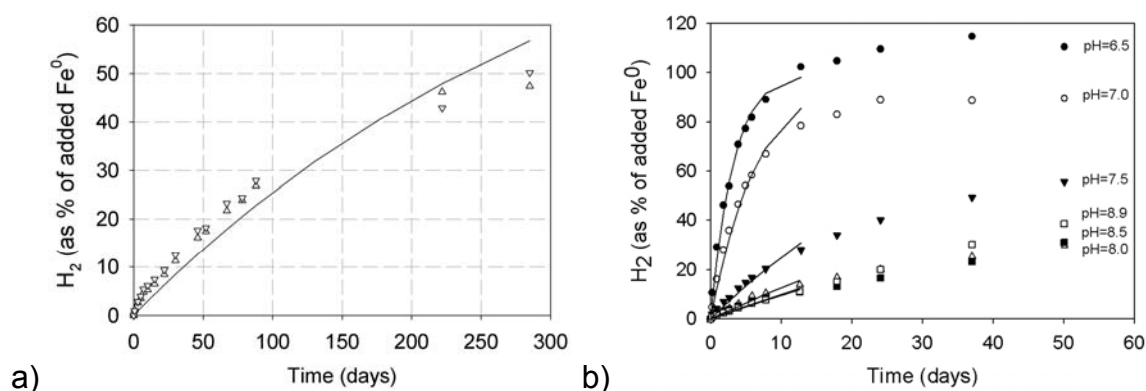 a)
H₂ (as % of added Fe⁰)
60
50
40
30
20
10
0
0 50 100 150 200 250 300
Time (days)
b)
H2 (as % of added Fe⁰)
120
100
80
60
40
20
0
pH=6.5
pH=7.0
pH=7.5
pH=8.9
pH=8.5
pH=8.0
0 10 20 30 40 50 60
Time (days)